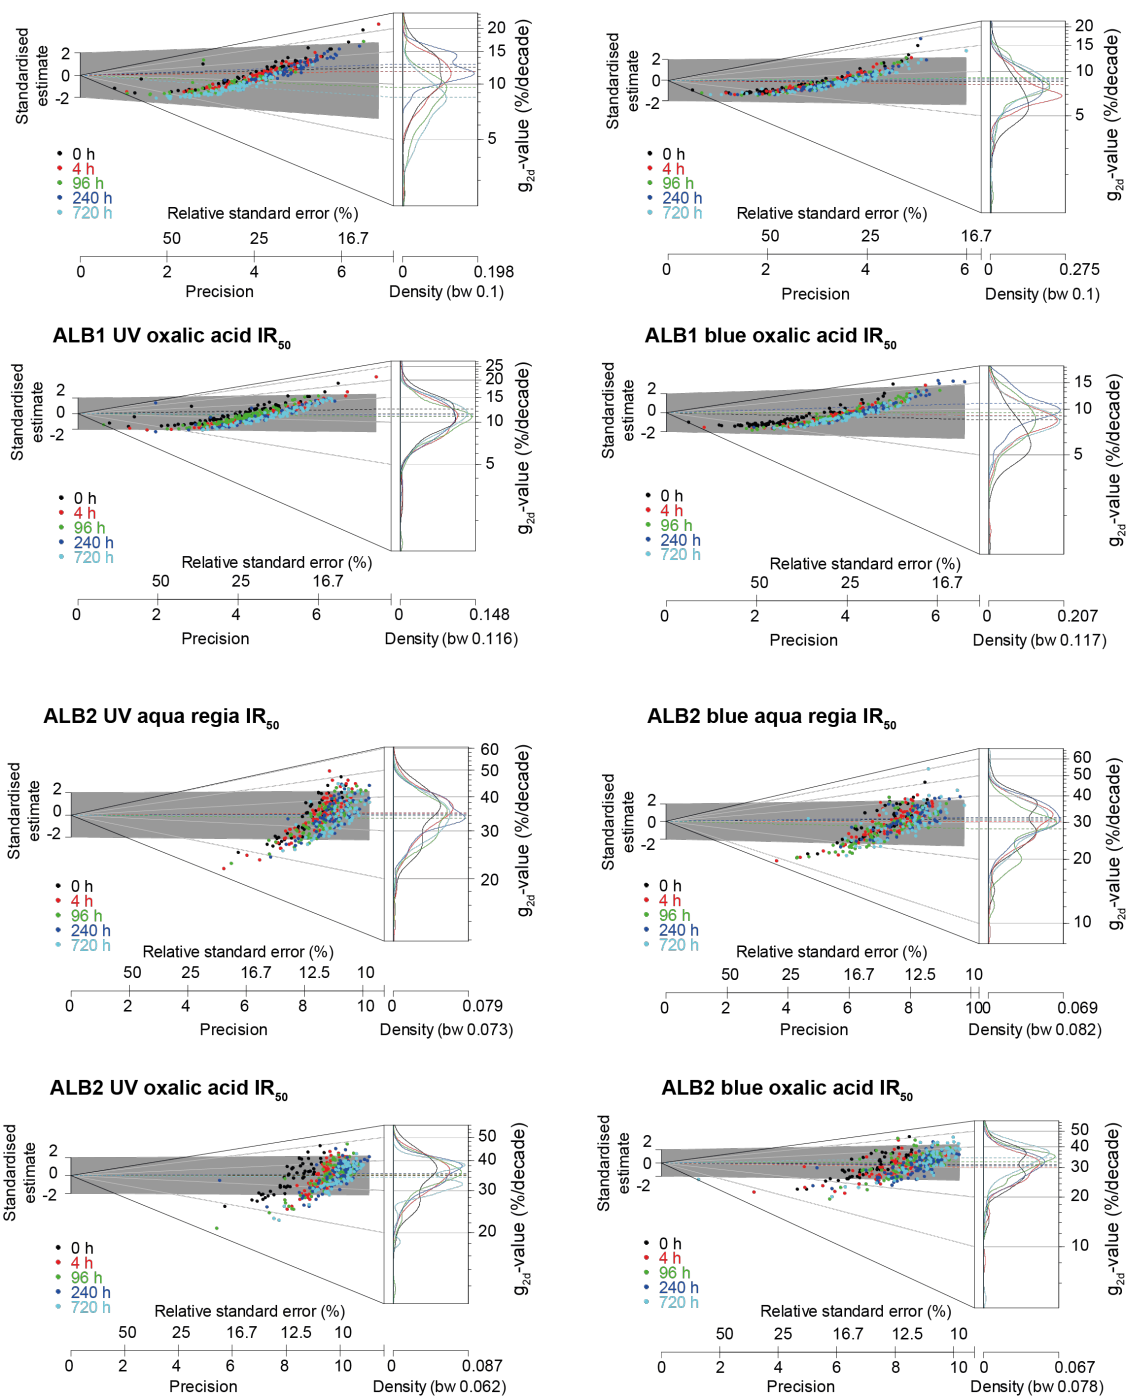 Standardised
estimate
2
0
-2
0 h
4 h
96 h
240 h
720 h
Relative standard error (%)
50 25 16.7
0 2 4 6
Precision
0 0.198
Density (bw 0.1)
20
15
10
5
g2d-value (%/decade)
Standardised
estimate
2
0
-2
0 h
4 h
96 h
240 h
720 h
Relative standard error (%)
50 25 16.7
0 2 4 6
Precision
0 0.275
Density (bw 0.1)
20
15
10
5
g2d-value (%/decade)
ALB1 UV oxalic acid IR50
Standardised
estimate
2
0
-2
0 h
4 h
96 h
240 h
720 h
Relative standard error (%)
50 25 16.7
0 2 4 6
Precision
0 0.148
Density (bw 0.116)
25
20
15
10
5
g2d-value (%/decade)
ALB1 blue oxalic acid IR50
Standardised
estimate
2
0
-2
0 h
4 h
96 h
240 h
720 h
Relative standard error (%)
50 25 16.7
0 2 4 6
Precision
0 0.207
Density (bw 0.117)
15
10
5
g2d-value (%/decade)
ALB2 UV aqua regia IR50
Standardised
estimate
2
0
-2
0 h
4 h
96 h
240 h
720 h
Relative standard error (%)
50 25 16.7 12.5 10
0 2 4 6 8 10
Precision
0 0.079
Density (bw 0.073)
60
50
40
30
20
g2d-value (%/decade)
ALB2 blue aqua regia IR50
Standardised
estimate
2
0
-2
0 h
4 h
96 h
240 h
720 h
Relative standard error (%)
50 25 16.7 12.5 10
0 2 4 6 8 10
Precision
0 0.069
Density (bw 0.082)
60
50
40
30
20
10
g2d-value (%/decade)
ALB2 UV oxalic acid IR50
Standardised
estimate
2
0
-2
0 h
4 h
96 h
240 h
720 h
Relative standard error (%)
50 25 16.7 12.5 10
0 2 4 6 8 10
Precision
0 0.087
Density (bw 0.062)
50
40
30
20
g2d-value (%/decade)
ALB2 blue oxalic acid IR50
Standardised
estimate
2
0
-2
0 h
4 h
96 h
240 h
720 h
Relative standard error (%)
50 25 16.7 12.5 10
0 2 4 6 8 10
Precision
0 0.067
Density (bw 0.078)
50
40
30
20
10
g2d-value (%/decade)